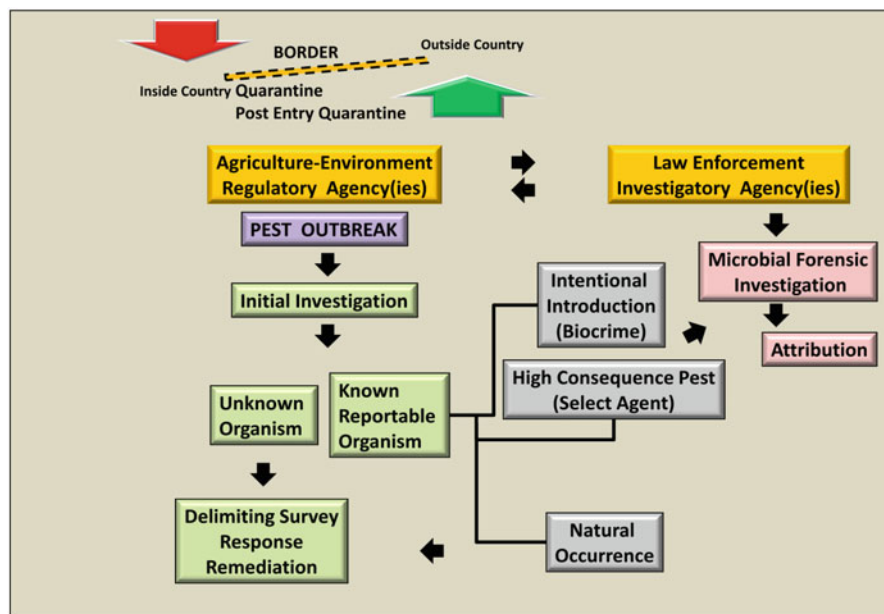 BORDER
Outside Country
Inside Country Quarantine
Post Entry Quarantine
Agriculture-Environment
Regulatory Agency(ies)
Law Enforcement
Investigatory Agency(ies)
PEST OUTBREAK
Initial Investigation
Microbial Forensic
Investigation
Attribution
Intentional
Introduction
(Biocrime)
High Consequence Pest
(Select Agent)
Unknown
Organism
Known
Reportable
Organism
Delimiting Survey
Response
Remediation
Natural
Occurrence